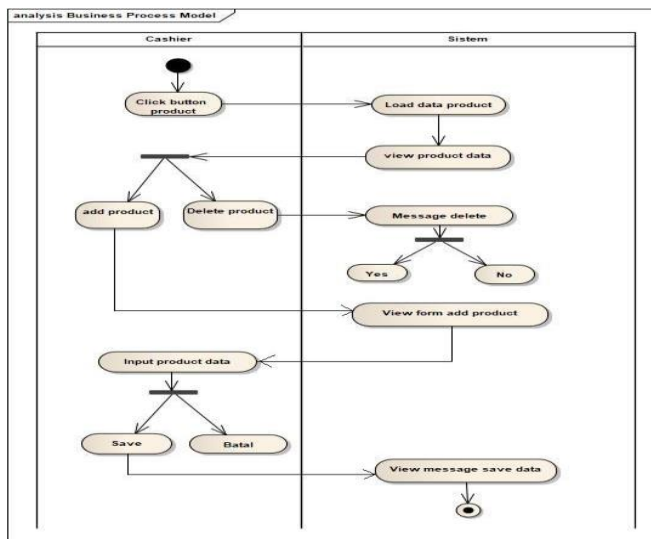 analysis Business Process Model
Cashier
Sistem
Click button
product
Load data product
view product data
add product
Delete product
Message delete
Yes
No
View form add product
Input product data
Save
Batal
View message save data